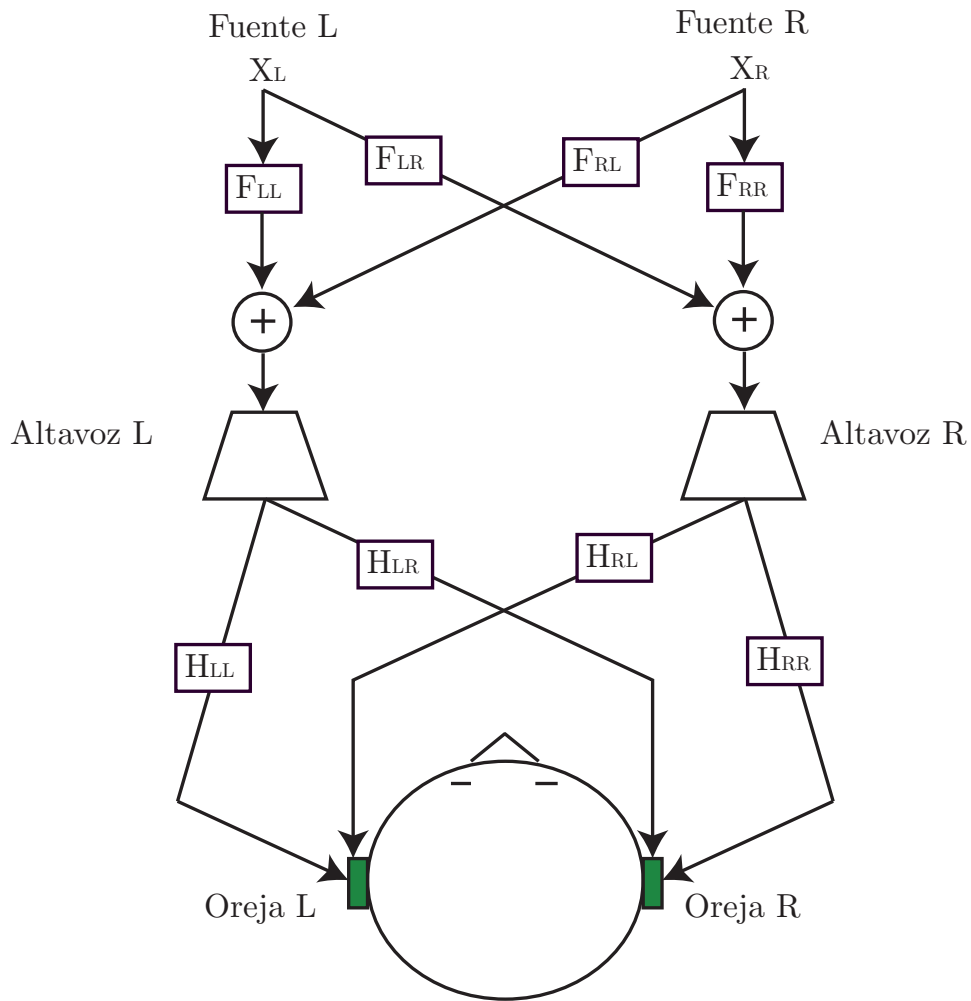 Fuente L
Fuente R
XL
XR
FLR
FRL
FLL
FRR
+
+
Altavoz L
Altavoz R
HLR
HRL
HLL
HRR
Oreja L
Oreja R